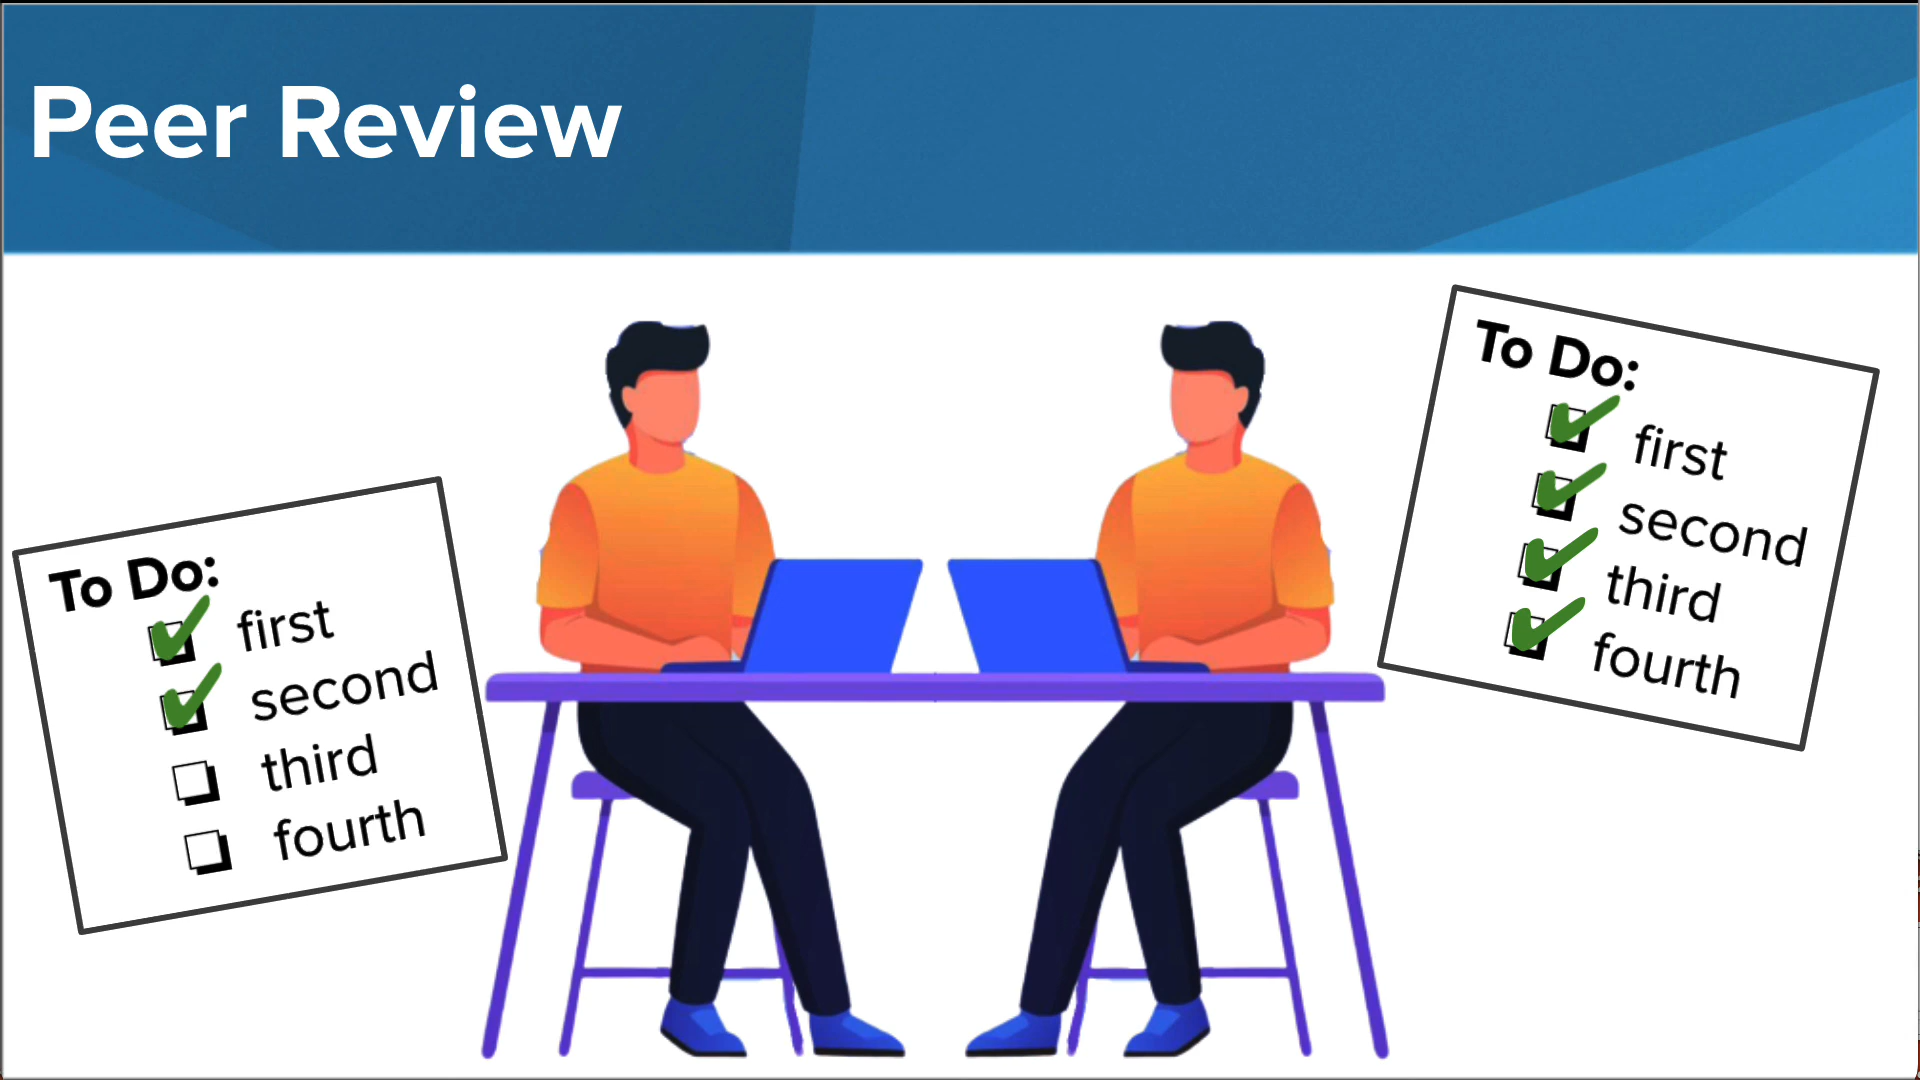 Peer Review
To Do:
first
second
third
fourth
To Do:
first
second
third
fourth